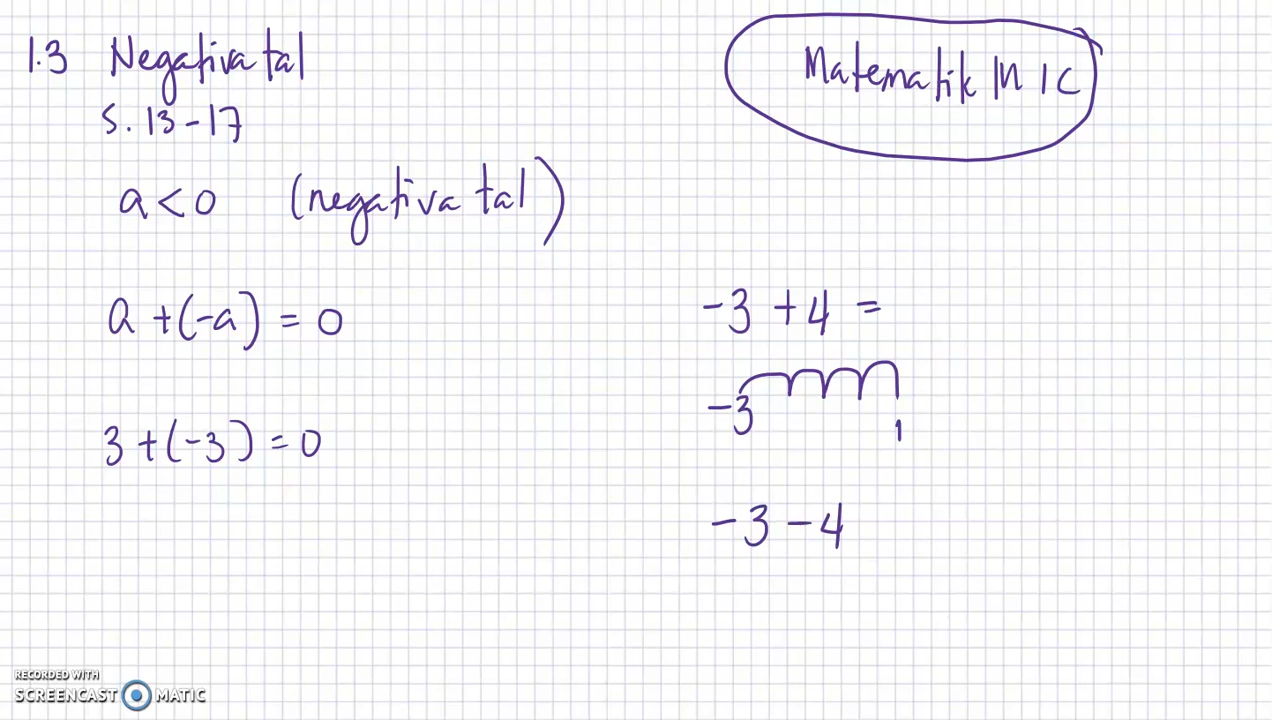 1.3 Negativa tal
s. 13-17
a < 0 (negativa tal)
a + (-a) = 0
3 + (-3) = 0
Matematik M 1 C
-3 + 4 =
-3 1
-3 - 4
RECORDED WITH
SCREENCAST MATIC